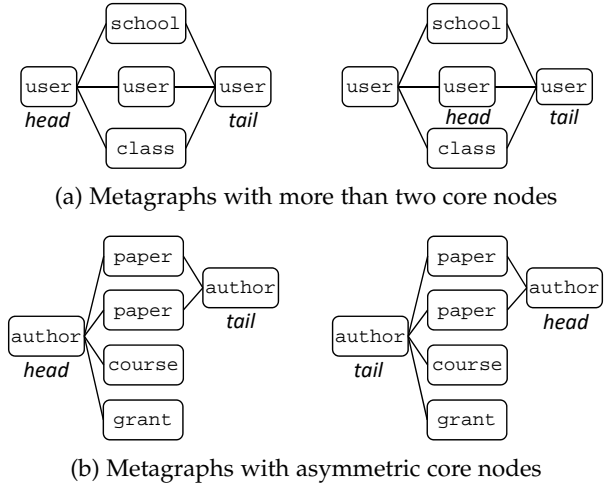 school school
user user user user user user
head tail head tail
class class
(a) Metagraphs with more than two core nodes
paper paper
author author
paper paper
tail head
author author
head tail
course course
grant grant
(b) Metagraphs with asymmetric core nodes